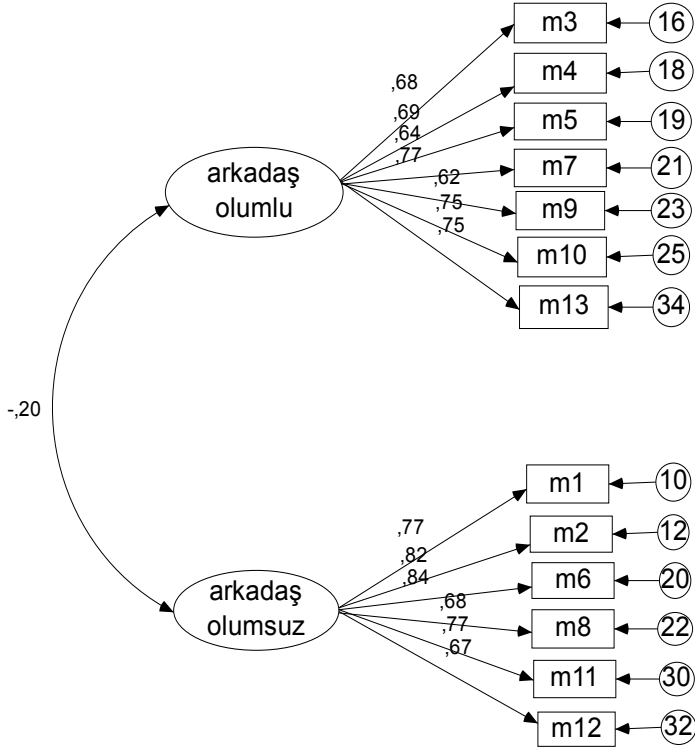 m3
16
,68
m4
18
,69
m5
19
,64
,77
m7
21
arkadaş
olumlu
,62
m9
23
,75
,75
m10
25
m13
34
-,20
m1
10
,77
m2
12
,82
,84
m6
20
arkadaş
olumsuz
,68
m8
22
,77
,67
m11
30
m12
32